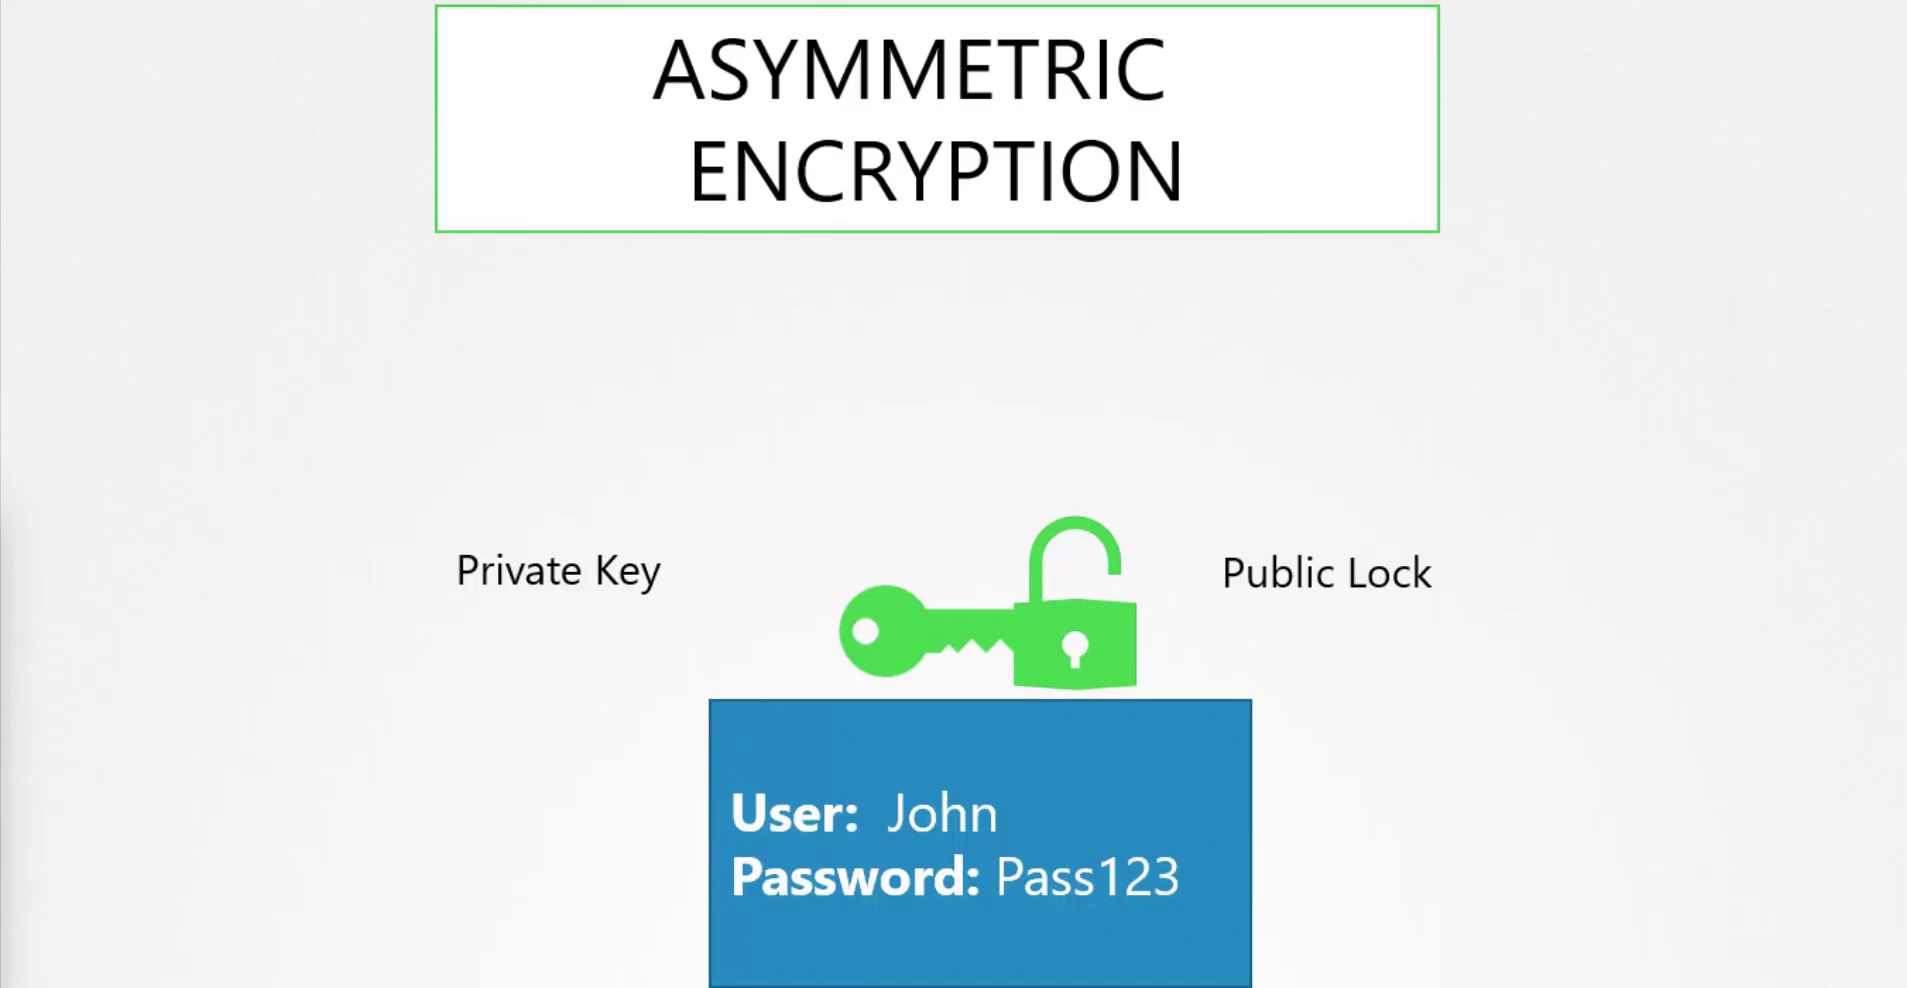 ASYMMETRIC
ENCRYPTION
Private Key
Public Lock
User: John
Password: Pass123